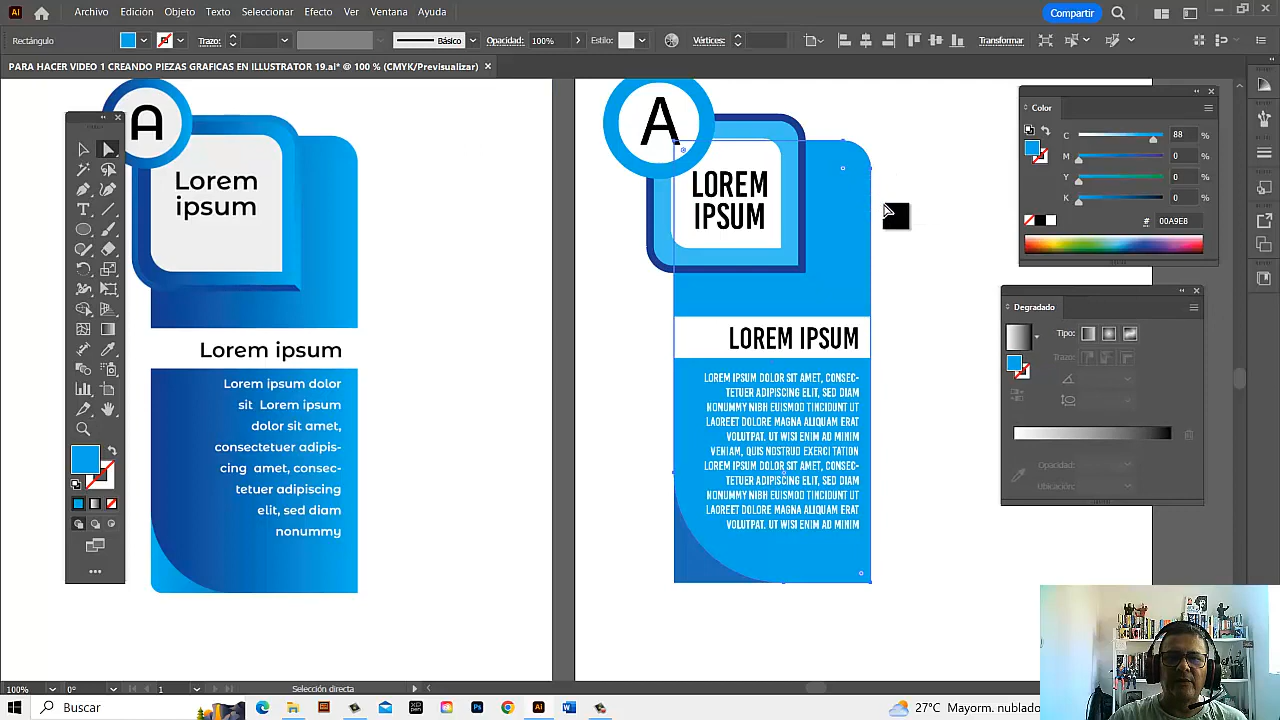 Archivo Edición Objeto Texto Seleccionar Efecto Ver Ventana Ayuda
Compartir
Rectángulo
Trazo:
Básico
Opacidad: 100%
Estilo:
Vértices:
Transformar
PARA HACER VIDEO 1 CREANDO PIEZAS GRAFICAS EN ILLUSTRATOR 19.ai* @ 100 % (CMYK/Previsualizar)
A
Lorem
ipsum
Lorem ipsum
Lorem ipsum dolor
sit Lorem ipsum
dolor sit amet,
consectetuer adipis-
cing amet, consec-
tetuer adipiscing
elit, sed diam
nonummy
A
LOREM
IPSUM
LOREM IPSUM
LOREM IPSUM DOLOR SIT AMET, CONSEC-
TETUER ADIPISCING ELIT, SED DIAM
NONUMMY NIBH EUISMOD TINCIDUNT UT
LAOREET DOLORE MAGNA ALIQUAM ERAT
VOLUTPAT. UT WISI ENIM AD MINIM
VENIAM, QUIS NOSTRUD EXERCI TATION
LOREM IPSUM DOLOR SIT AMET, CONSEC-
TETUER ADIPISCING ELIT, SED DIAM
NONUMMY NIBH EUISMOD TINCIDUNT UT
LAOREET DOLORE MAGNA ALIQUAM ERAT
VOLUTPAT. UT WISI ENIM AD MINIM
Color
C 88 %
M 0 %
Y 0 %
K 0 %
# 00A9E8
Degradado
Tipo:
Trazo:
Opacidad:
Ubicación:
100% 0° 1 Selección directa
Buscar
27°C Mayorm. nublado